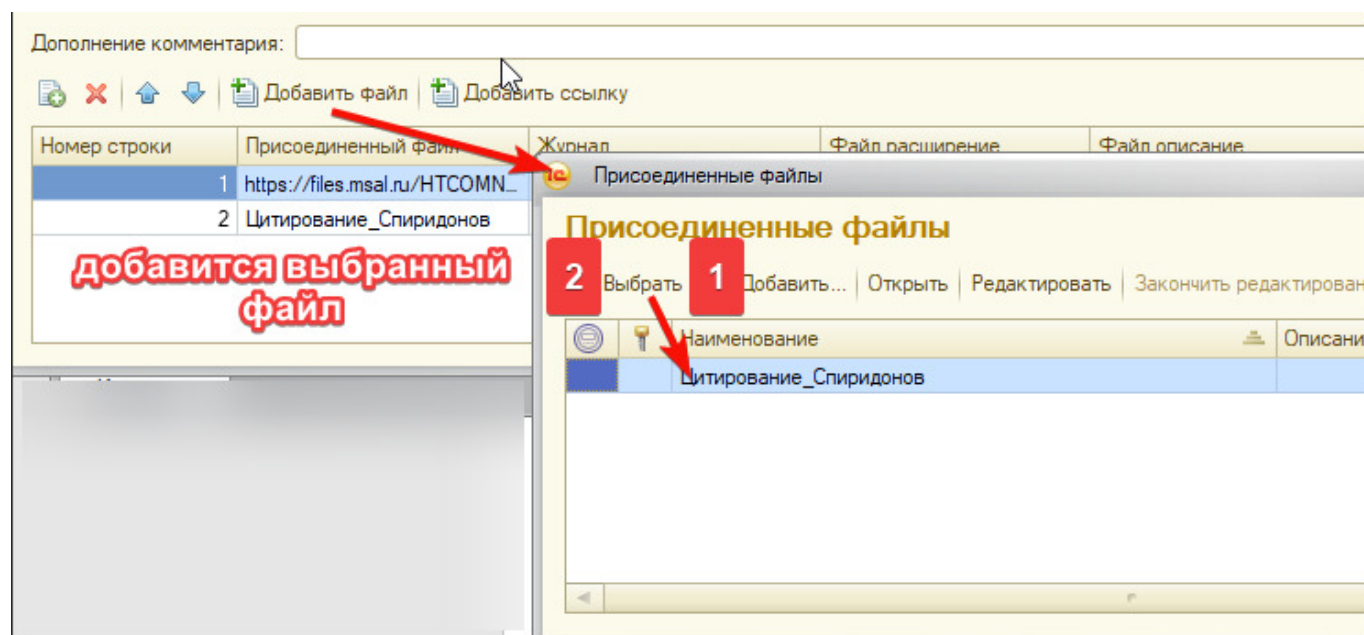 Дополнение комментария:
Добавить файл Добавить ссылку
Номер строки Присоединенный файл Журнал Файл расширение Файл описание
1 https://files.msal.ru/HTCOMN...
2 Цитирование_Спиридонов
добавится выбранный
файл
1С Присоединенные файлы
Присоединенные файлы
2 Выбрать 1 Добавить... Открыть Редактировать Закончить редактирован
Наименование Описани
Цитирование_Спиридонов